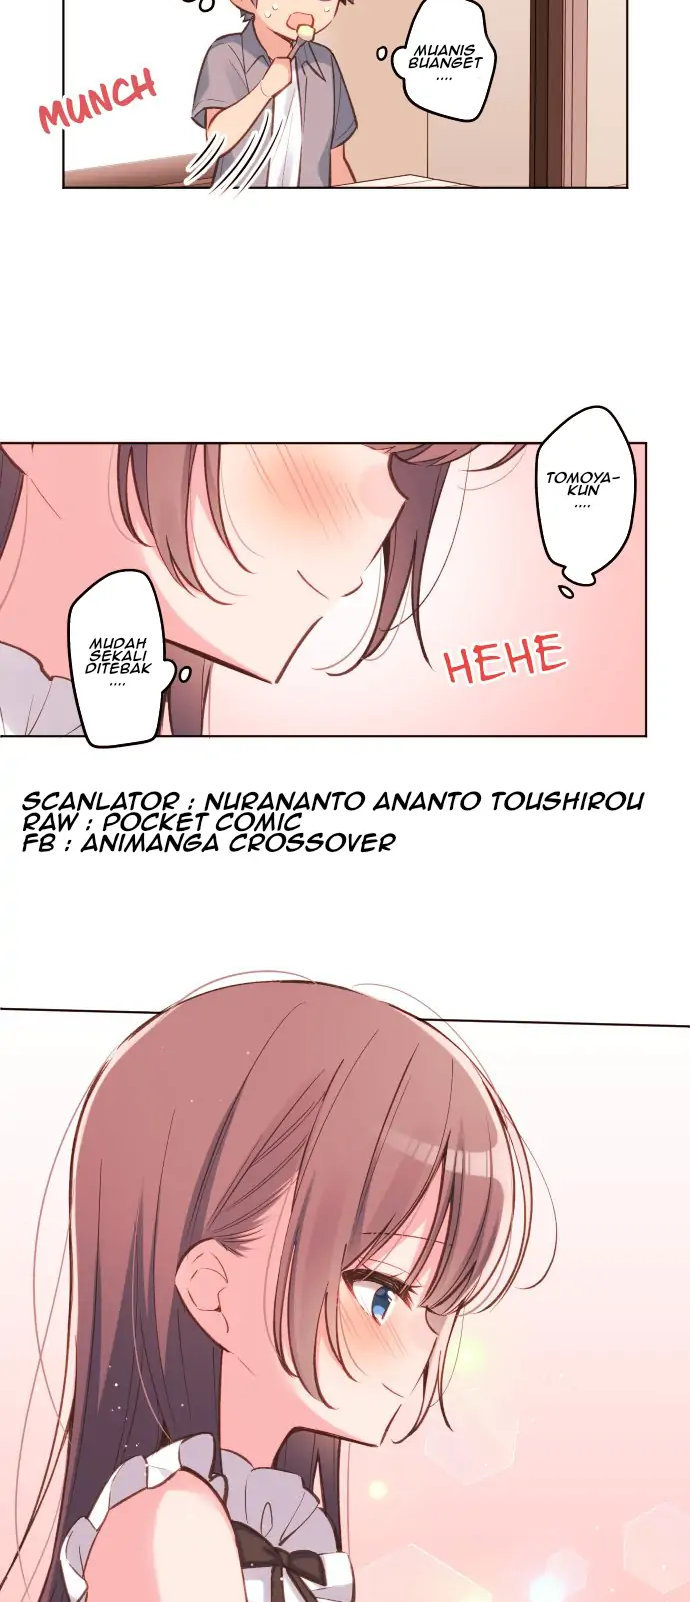 MUANIS
BUANGET
....
MUNCH
TOMOYA-
KUN
....
MUDAH
SEKALI
DITEBAK
....
HEHE
SCANLATOR : NURANANTO ANANTO TOUSHIROU
RAW : POCKET COMIC
FB : ANIMANGA CROSSOVER